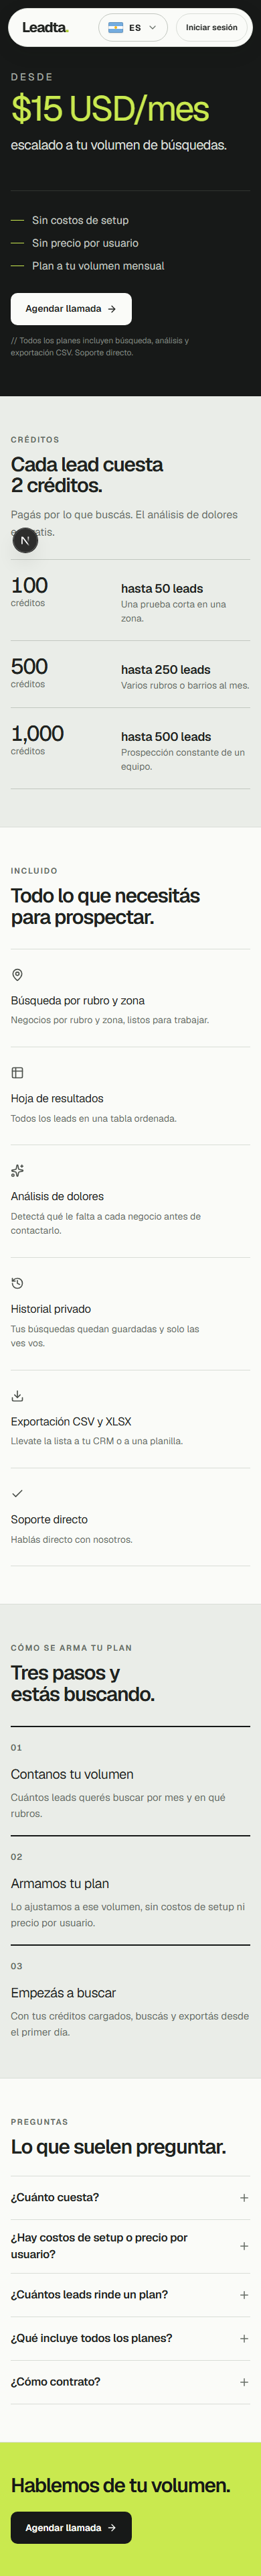 Leadta.
ES
Iniciar sesión
DESDE
$15 USD/mes
escalado a tu volumen de búsquedas.
Sin costos de setup
Sin precio por usuario
Plan a tu volumen mensual
Agendar llamada
// Todos los planes incluyen búsqueda, análisis y
exportación CSV. Soporte directo.
CRÉDITOS
Cada lead cuesta
2 créditos.
Pagás por lo que buscás. El análisis de dolores
N
100
créditos
hasta 50 leads
Una prueba corta en una
zona.
500
créditos
hasta 250 leads
Varios rubros o barrios al mes.
1,000
créditos
hasta 500 leads
Prospección constante de un
equipo.
INCLUIDO
Todo lo que necesitás
para prospectar.
Búsqueda por rubro y zona
Negocios por rubro y zona, listos para trabajar.
Hoja de resultados
Todos los leads en una tabla ordenada.
Análisis de dolores
Detectá qué le falta a cada negocio antes de
contactarlo.
Historial privado
Tus búsquedas quedan guardadas y solo las
ves vos.
Exportación CSV y XLSX
Llevate la lista a tu CRM o a una planilla.
Soporte directo
Hablás directo con nosotros.
CÓMO SE ARMA TU PLAN
Tres pasos y
estás buscando.
01
Contanos tu volumen
Cuántos leads querés buscar por mes y en qué
rubros.
02
Armamos tu plan
Lo ajustamos a ese volumen, sin costos de setup ni
precio por usuario.
03
Empezás a buscar
Con tus créditos cargados, buscás y exportás desde
el primer día.
PREGUNTAS
Lo que suelen preguntar.
¿Cuánto cuesta?
¿Hay costos de setup o precio por
usuario?
¿Cuántos leads rinde un plan?
¿Qué incluye todos los planes?
¿Cómo contrato?
Hablemos de tu volumen.
Agendar llamada